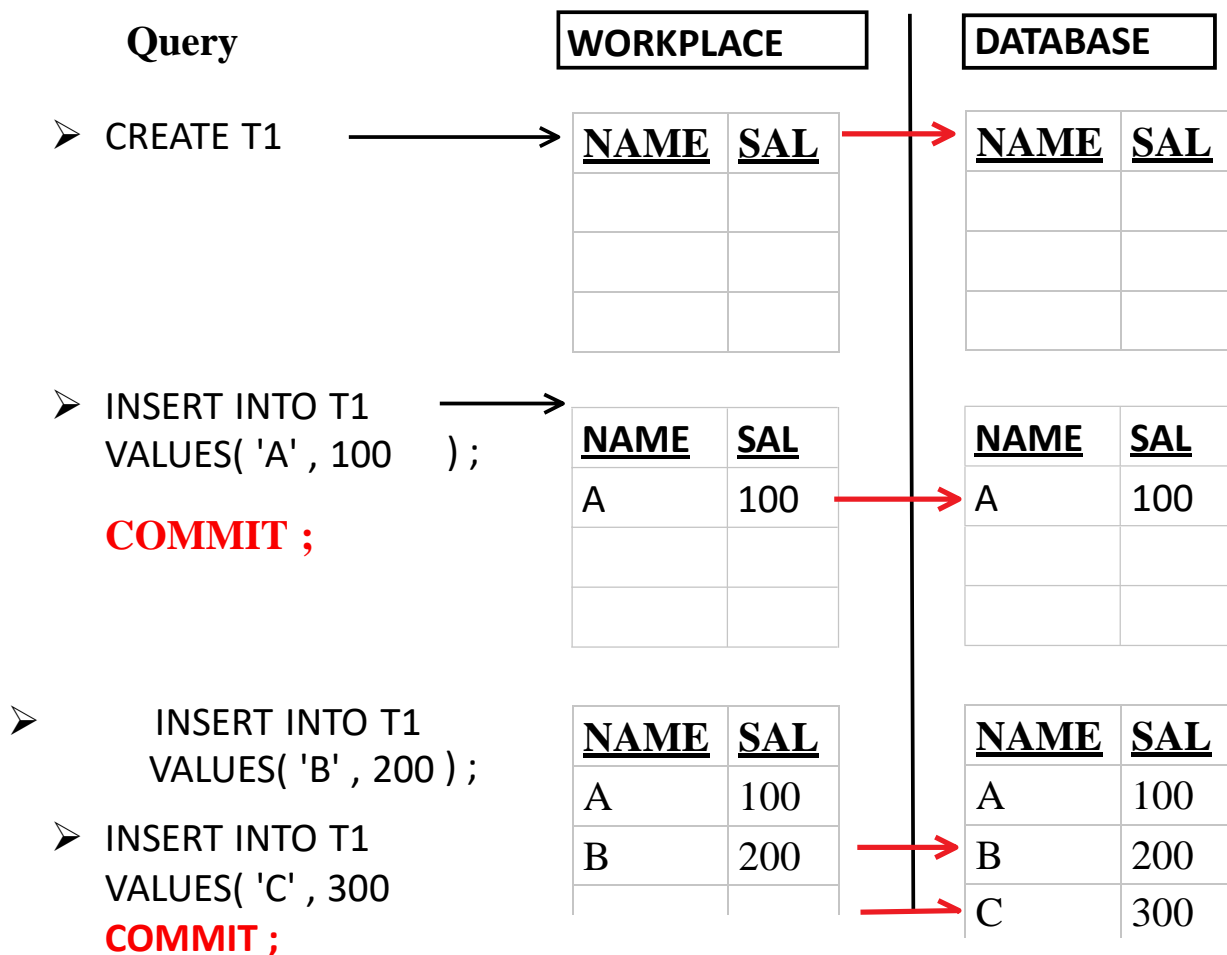 Query WORKPLACE DATABASE
➢ CREATE T1
NAME SAL
NAME SAL
➢ INSERT INTO T1
VALUES( 'A' , 100 ) ;
COMMIT ;
NAME SAL
A 100
NAME SAL
A 100
➢ INSERT INTO T1
VALUES( 'B' , 200 ) ;
➢ INSERT INTO T1
VALUES( 'C' , 300
COMMIT ;
NAME SAL
A 100
B 200
NAME SAL
A 100
B 200
C 300